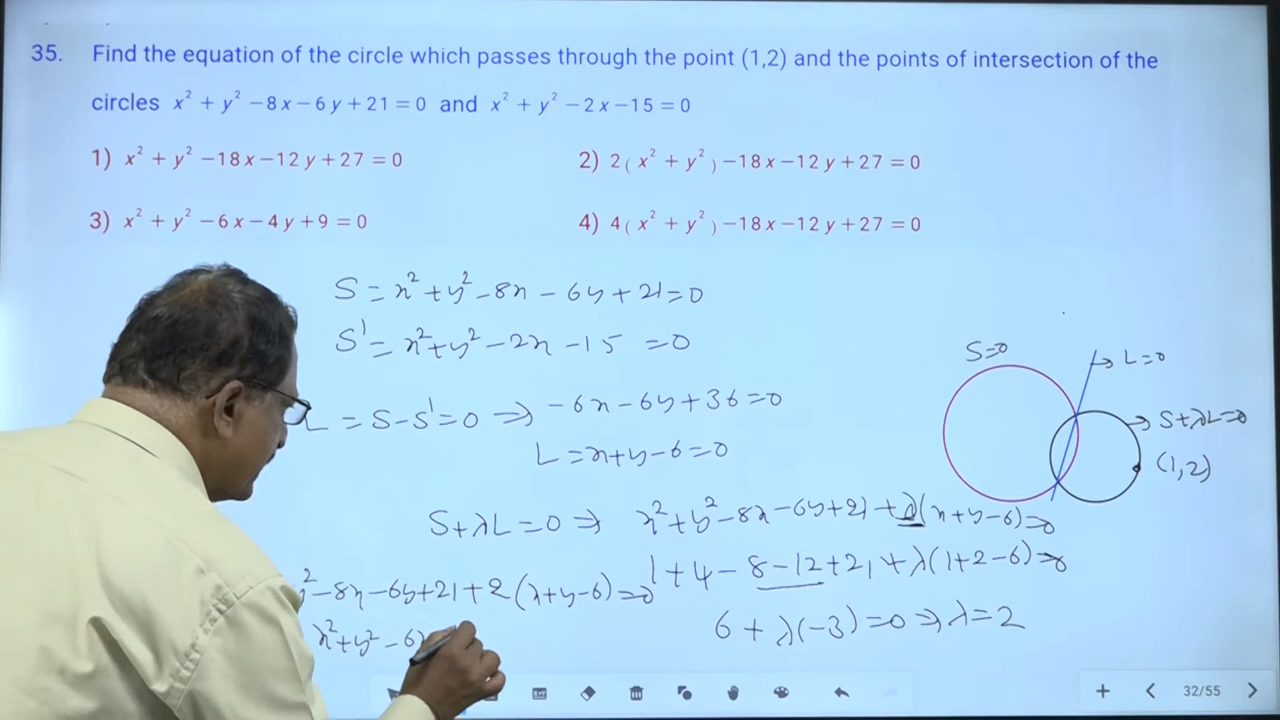 35. Find the equation of the circle which passes through the point (1,2) and the points of intersection of the
circles x² + y² − 8x − 6y + 21 = 0 and x² + y² − 2x − 15 = 0
1) x² + y² − 18x − 12y + 27 = 0
2) 2(x² + y²) − 18x − 12y + 27 = 0
3) x² + y² − 6x − 4y + 9 = 0
4) 4(x² + y²) − 18x − 12y + 27 = 0
S = x² + y² − 8x − 6y + 21 = 0
S' = x² + y² − 2x − 15 = 0
L = S − S' = 0 ⇒ −6x − 6y + 36 = 0
L = x + y − 6 = 0
S=0
→ L=0
→ S+λL=0
(1,2)
S + λL = 0 ⇒ x² + y² − 8x − 6y + 21 + λ(x + y − 6) = 0
1 + 4 − 8 − 12 + 21 + λ(1 + 2 − 6) = 0
6 + λ(−3) = 0 ⇒ λ = 2
² − 8x − 6y + 21 + 2(x + y − 6) = 0
x² + y² − 6x
32/55